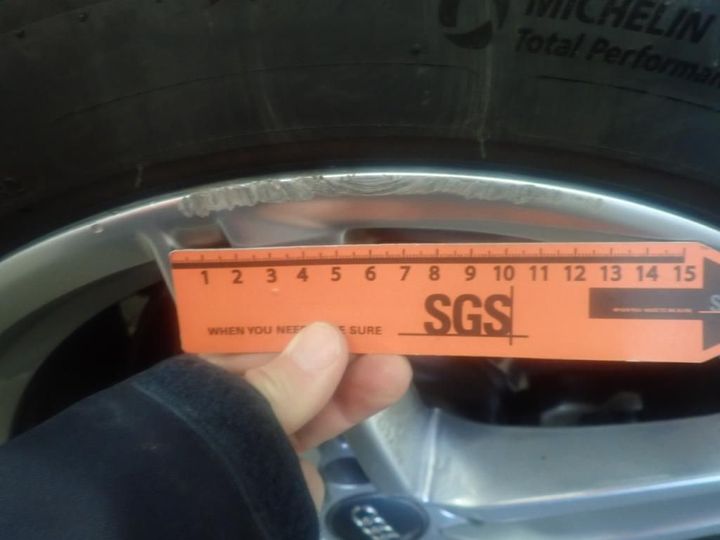 MICHELIN
Total Performa
1 2 3 4 5 6 7 8 9 10 11 12 13 14 15
SGS
WHEN YOU NEE E SURE